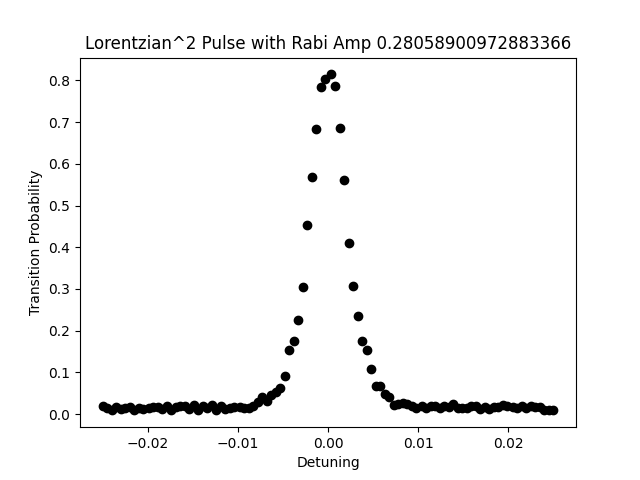 Lorentzian^2 Pulse with Rabi Amp 0.28058900972883366
0.8
0.7
0.6
0.5
0.4
0.3
0.2
0.1
0.0
Transition Probability
−0.02 −0.01 0.00 0.01 0.02
Detuning